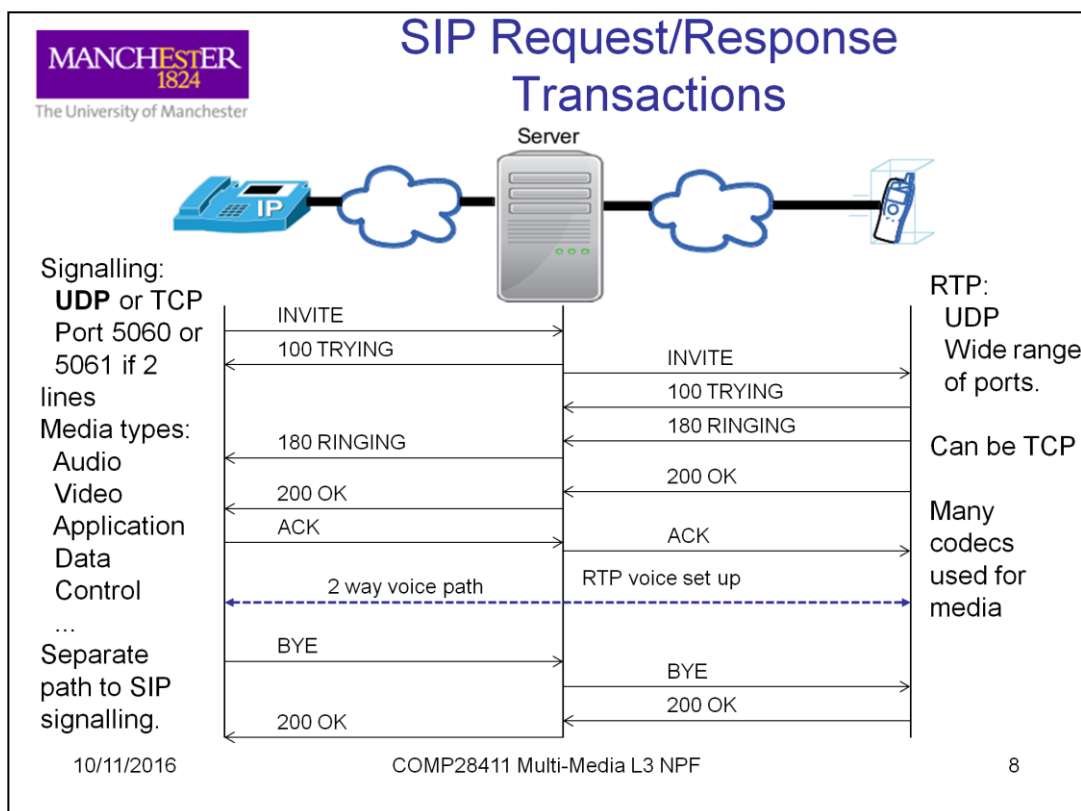 MANCHESTER
1824
The University of Manchester
SIP Request/Response
Transactions
Server
IP
Signalling:
UDP or TCP
Port 5060 or
5061 if 2
lines
Media types:
Audio
Video
Application
Data
Control
...
Separate
path to SIP
signalling.
INVITE
100 TRYING
INVITE
100 TRYING
180 RINGING
180 RINGING
200 OK
200 OK
ACK
ACK
2 way voice path
RTP voice set up
BYE
BYE
200 OK
200 OK
RTP:
UDP
Wide range
of ports.
Can be TCP
Many
codecs
used for
media
10/11/2016
COMP28411 Multi-Media L3 NPF
8